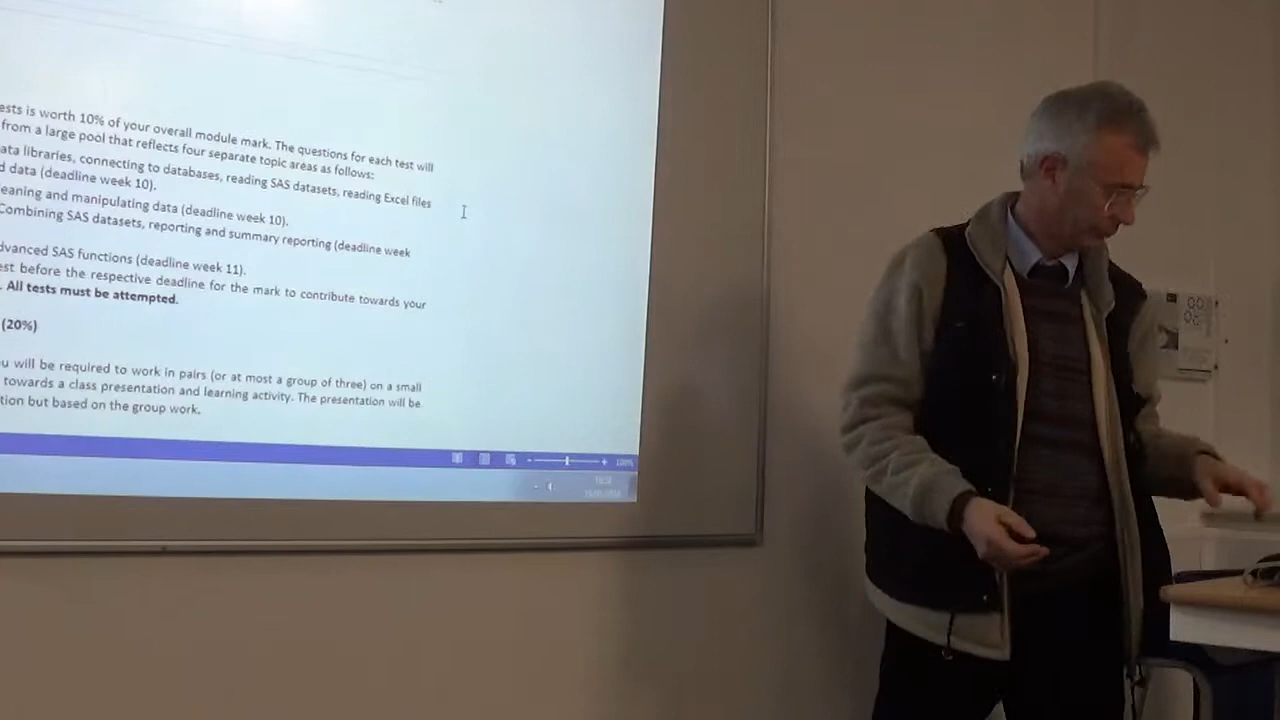 ests is worth 10% of your overall module mark. The questions for each test will
from a large pool that reflects four separate topic areas as follows:
ata libraries, connecting to databases, reading SAS datasets, reading Excel files
d data (deadline week 10).
eaning and manipulating data (deadline week 10).
Combining SAS datasets, reporting and summary reporting (deadline week
dvanced SAS functions (deadline week 11).
est before the respective deadline for the mark to contribute towards your
. All tests must be attempted.
(20%)
u will be required to work in pairs (or at most a group of three) on a small
towards a class presentation and learning activity. The presentation will be
tion but based on the group work.
100%